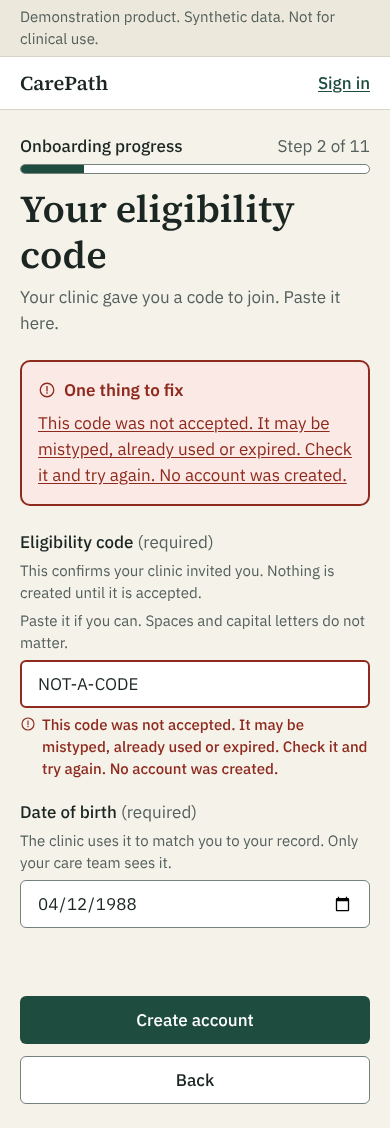 Demonstration product. Synthetic data. Not for
clinical use.
CarePath
Sign in
Onboarding progress
Step 2 of 11
Your eligibility
code
Your clinic gave you a code to join. Paste it
here.
One thing to fix
This code was not accepted. It may be
mistyped, already used or expired. Check
it and try again. No account was created.
Eligibility code (required)
This confirms your clinic invited you. Nothing is
created until it is accepted.
Paste it if you can. Spaces and capital letters do not
matter.
NOT-A-CODE
This code was not accepted. It may be
mistyped, already used or expired. Check it and
try again. No account was created.
Date of birth (required)
The clinic uses it to match you to your record. Only
your care team sees it.
04/12/1988
Create account
Back